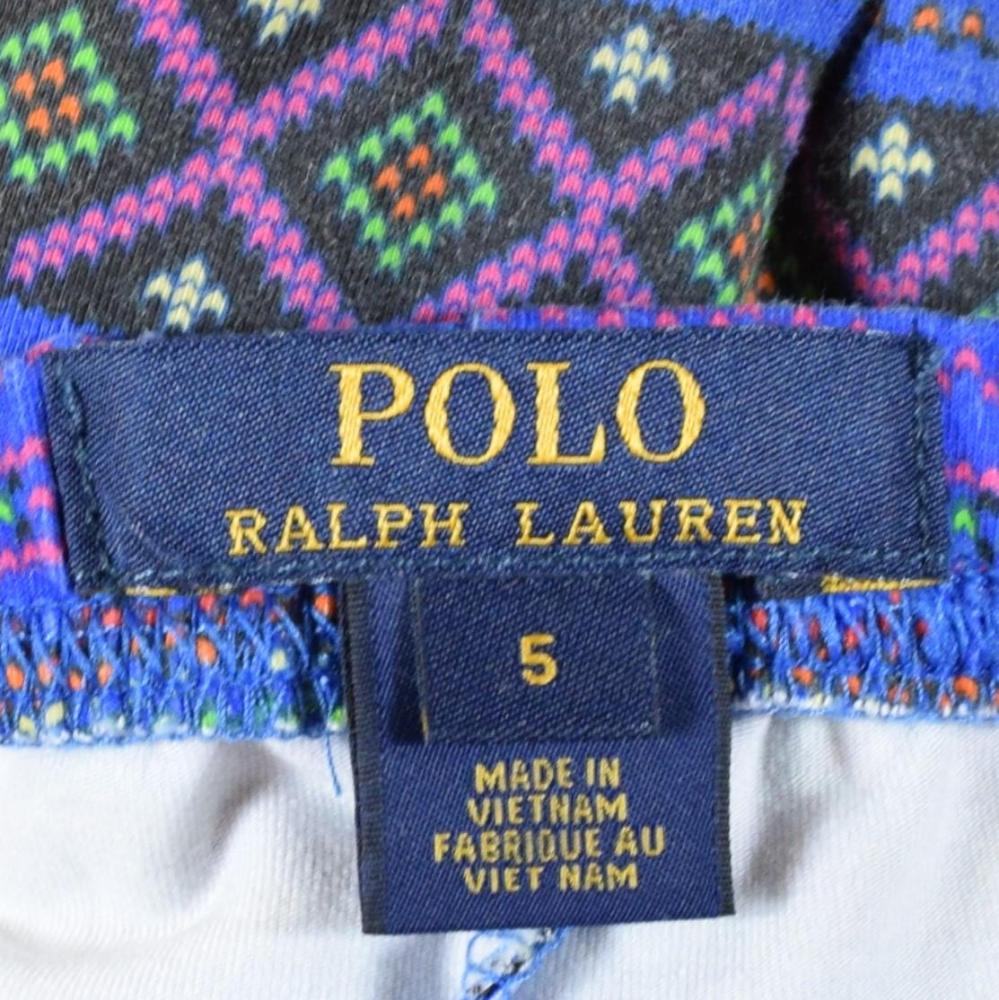 POLO
RALPH LAUREN
5
MADE IN
VIETNAM
FABRIQUE AU
VIET NAM